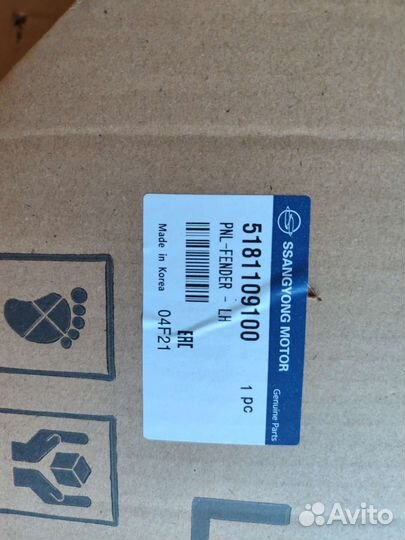 SSANGYONG MOTOR
Genuine Parts
5181109100
PNL-FENDER - LH
1 pc
Made in Korea
04F21
EAC
L
Avito